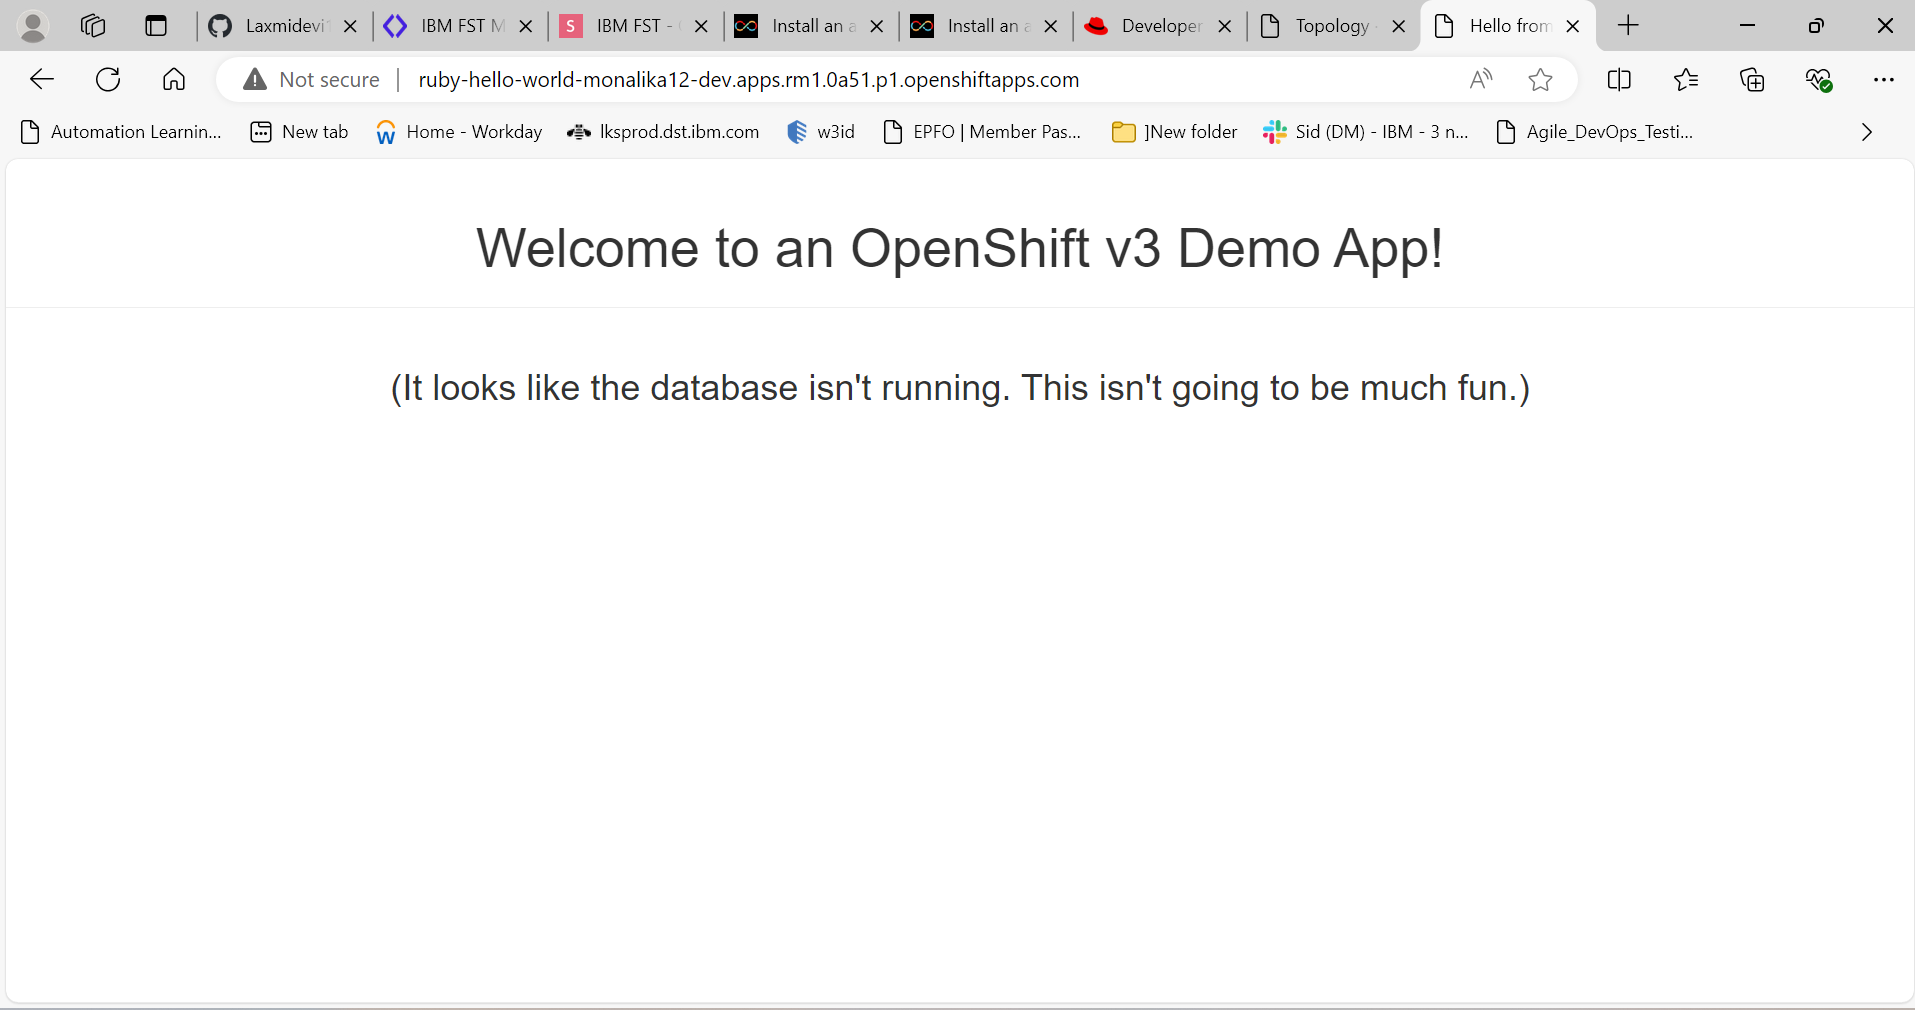 Laxmidevi1
IBM FST M
S
IBM FST -
Install an a
Install an a
Developer
Topology
Hello from
Not secure
ruby-hello-world-monalika12-dev.apps.rm1.0a51.p1.openshiftapps.com
Automation Learnin...
New tab
Home - Workday
lksprod.dst.ibm.com
w3id
EPFO | Member Pas...
]New folder
Sid (DM) - IBM - 3 n...
Agile_DevOps_Testi...
Welcome to an OpenShift v3 Demo App!
(It looks like the database isn't running. This isn't going to be much fun.)